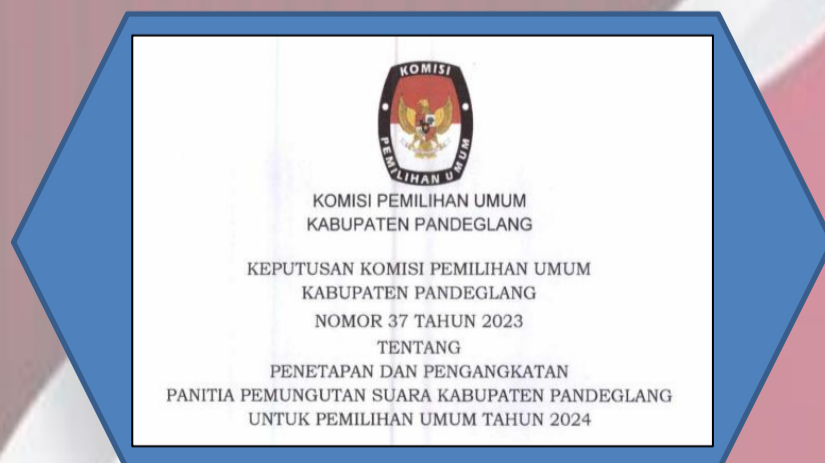 KOMISI
PEMILIHAN UMUM
KOMISI PEMILIHAN UMUM
KABUPATEN PANDEGLANG
KEPUTUSAN KOMISI PEMILIHAN UMUM
KABUPATEN PANDEGLANG
NOMOR 37 TAHUN 2023
TENTANG
PENETAPAN DAN PENGANGKATAN
PANITIA PEMUNGUTAN SUARA KABUPATEN PANDEGLANG
UNTUK PEMILIHAN UMUM TAHUN 2024